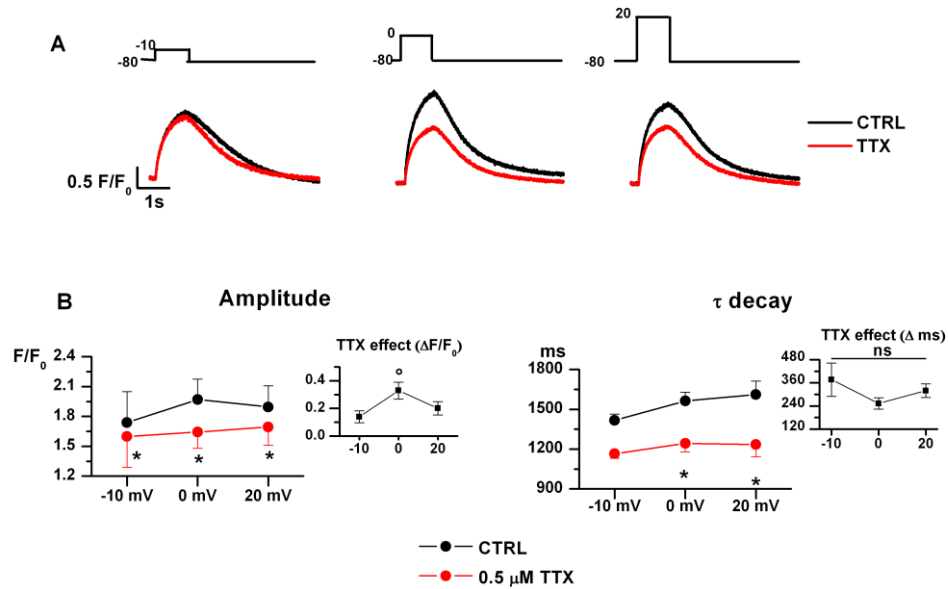 A
-10
-80
0
-80
20
-80
CTRL
TTX
0.5 F/F0
1s
B
Amplitude
F/F0
2.4
2.1
1.8
1.5
1.2
-10 mV
0 mV
20 mV
* * *
TTX effect (ΔF/F0)
0.4
0.2
0.0
-10
0
20
τ decay
ms
1800
1500
1200
900
-10 mV
0 mV
20 mV
* *
TTX effect (Δ ms)
ns
480
360
240
120
-10
0
20
CTRL
0.5 μM TTX